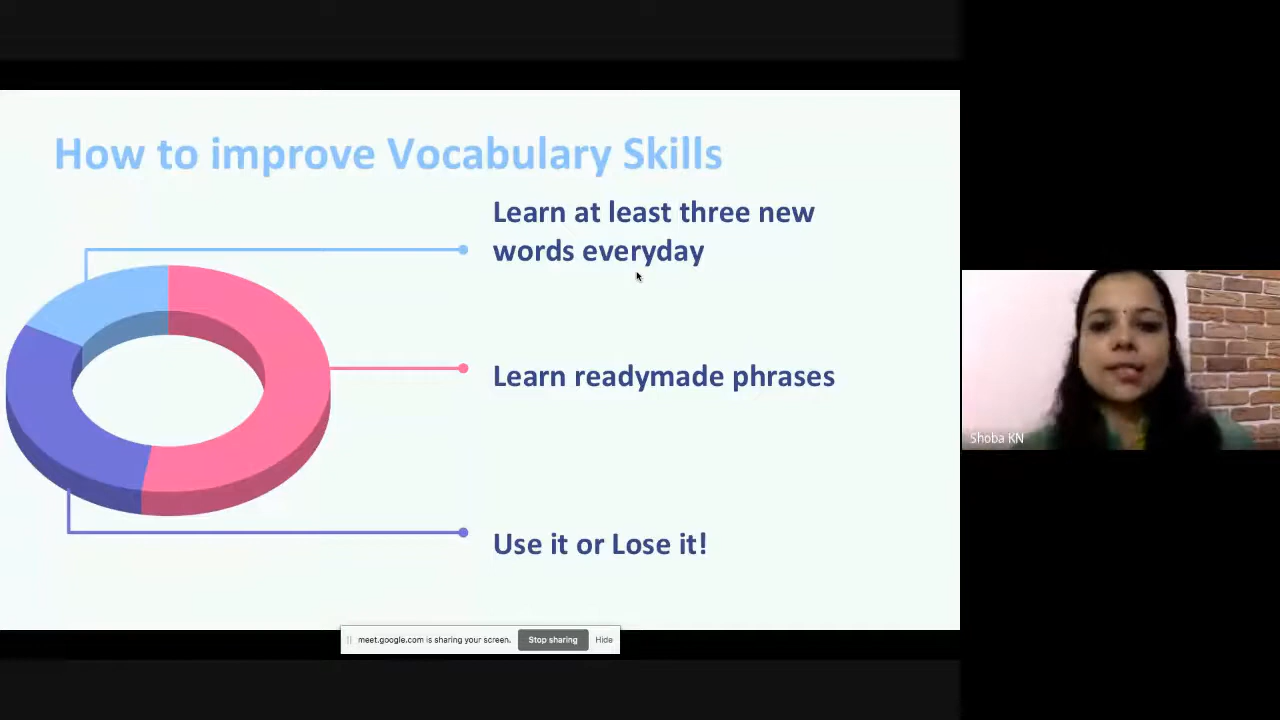 How to improve Vocabulary Skills
Learn at least three new
words everyday
Learn readymade phrases
Use it or Lose it!
Shoba KN
meet.google.com is sharing your screen. Stop sharing Hide